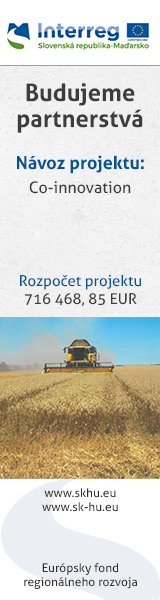 Interreg
Slovenská republika-Maďarsko
Budujeme
partnerstvá
Návoz projektu:
Co-innovation
Rozpočet projektu
716 468, 85 EUR
www.skhu.eu
www.sk-hu.eu
Európsky fond
regionálneho rozvoja